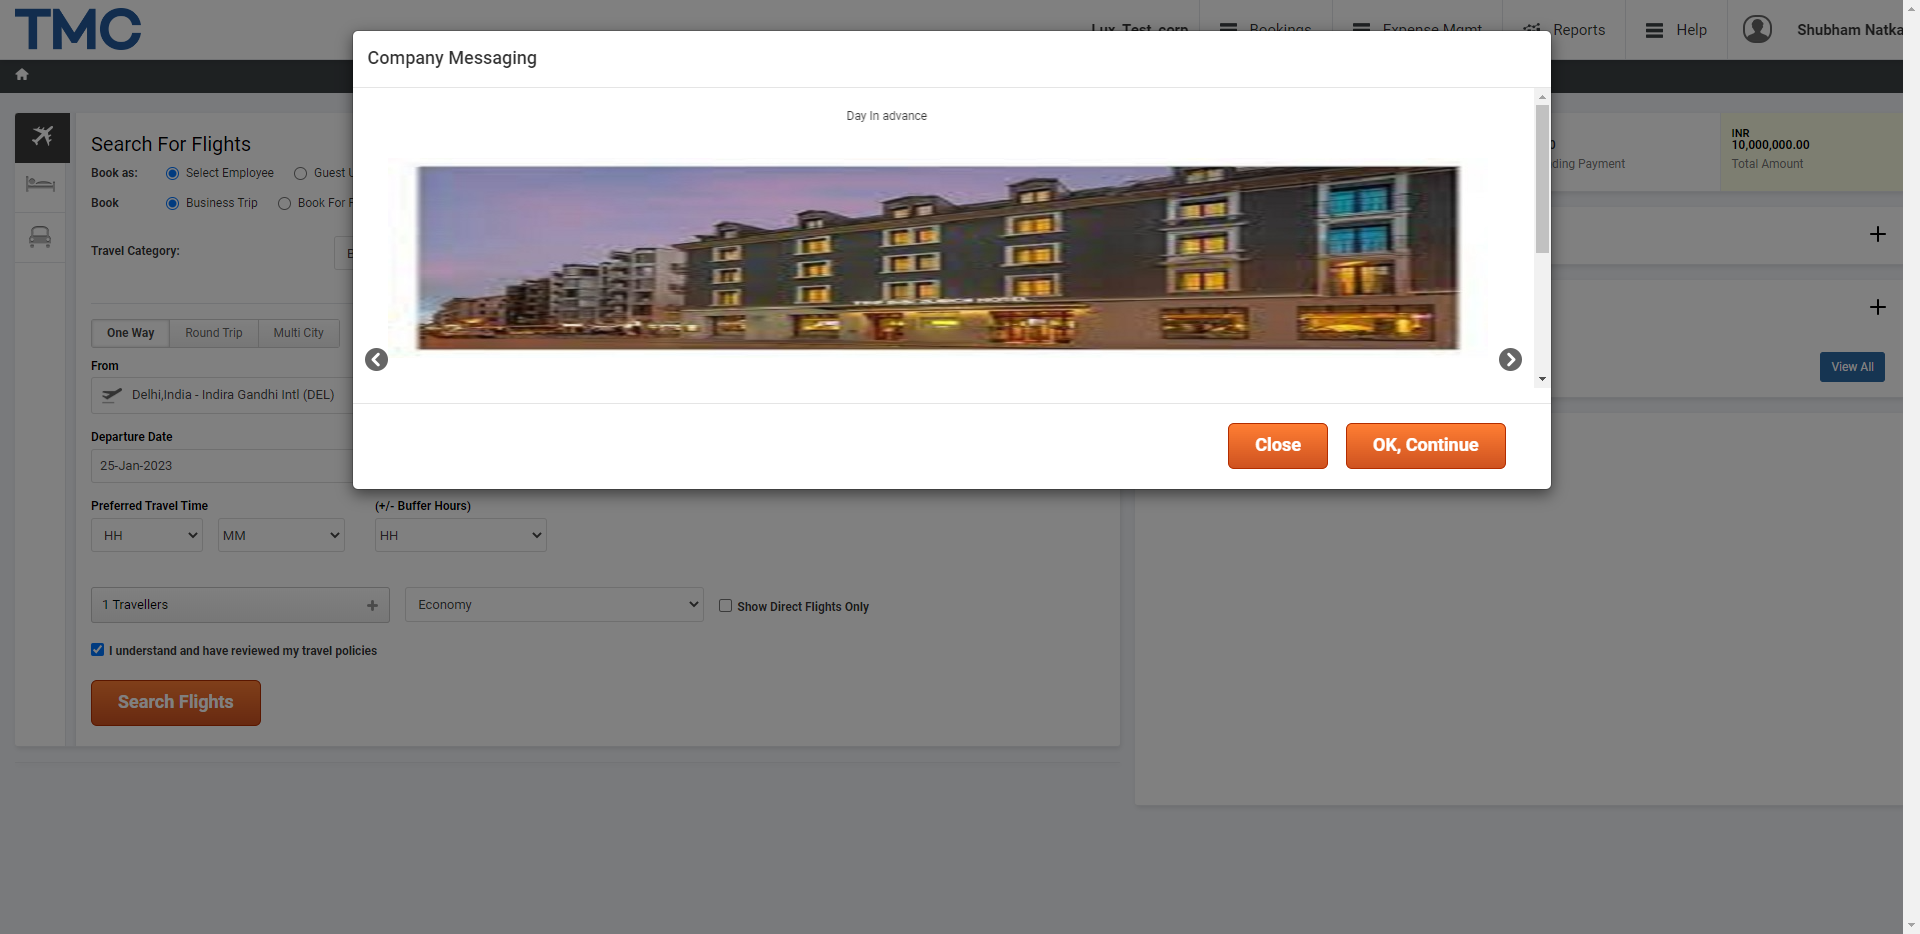 TMC
Lux_Test_corp
Bookings
Expense Mgmt
Reports
Help
Shubham Natka
Company Messaging
Day In advance
Close
OK, Continue
Search For Flights
Book as:
Select Employee
Guest U
Book
Business Trip
Book For F
Travel Category:
One Way
Round Trip
Multi City
From
Delhi,India - Indira Gandhi Intl (DEL)
Departure Date
25-Jan-2023
Preferred Travel Time
(+/- Buffer Hours)
HH
MM
HH
1 Travellers
Economy
Show Direct Flights Only
I understand and have reviewed my travel policies
Search Flights
ding Payment
INR
10,000,000.00
Total Amount
View All